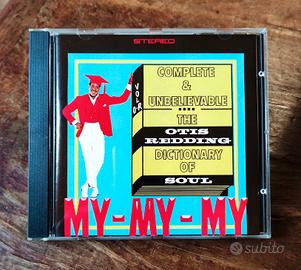 STEREO
COMPLETE
&
UNBELIEVABLE
THE
OTIS
REDDING
DICTIONARY
OF
SOUL
MY-MY-MY
subito